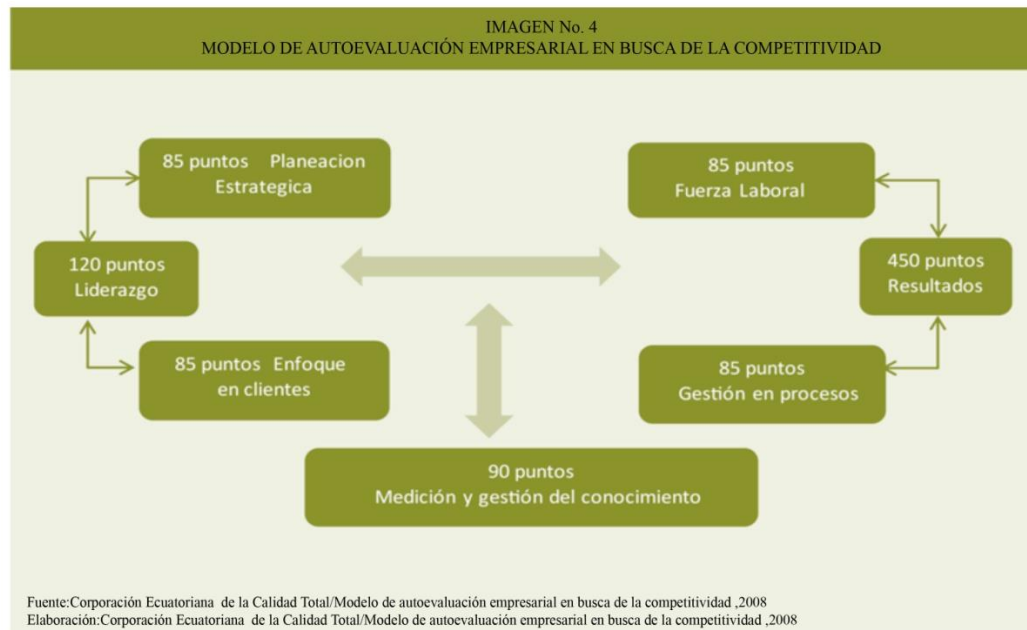 IMAGEN No. 4
MODELO DE AUTOEVALUACIÓN EMPRESARIAL EN BUSCA DE LA COMPETITIVIDAD
85 puntos Planeacion
Estrategica
85 puntos
Fuerza Laboral
120 puntos
Liderazgo
450 puntos
Resultados
85 puntos Enfoque
en clientes
85 puntos
Gestión en procesos
90 puntos
Medición y gestión del conocimiento
Fuente:Corporación Ecuatoriana de la Calidad Total/Modelo de autoevaluación empresarial en busca de la competitividad ,2008
Elaboración:Corporación Ecuatoriana de la Calidad Total/Modelo de autoevaluación empresarial en busca de la competitividad ,2008